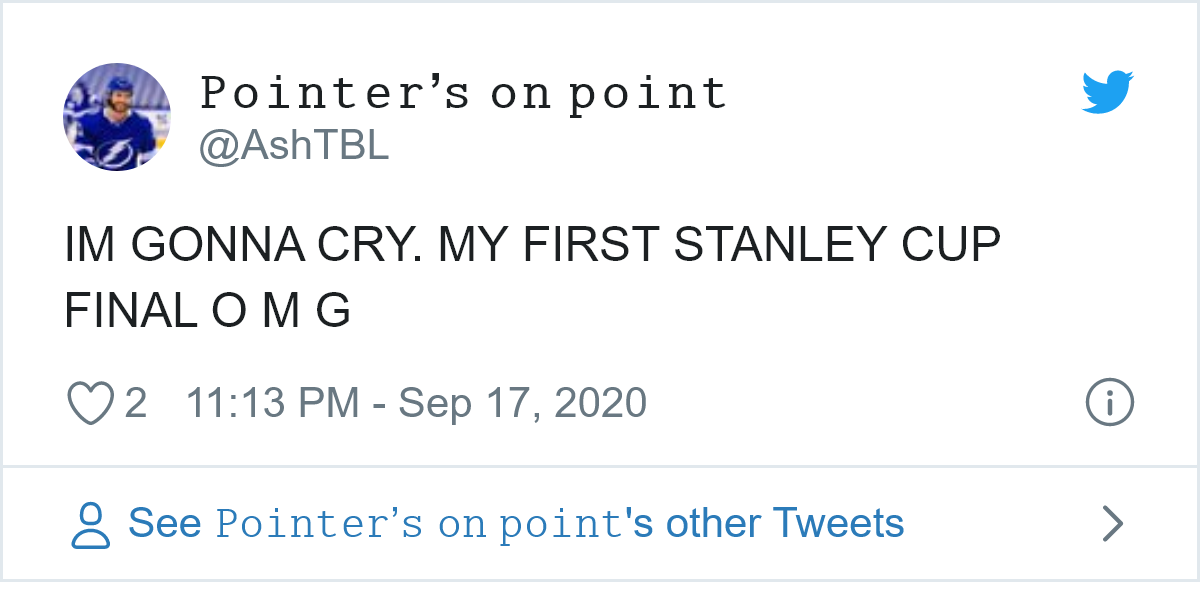 Pointer’s on point
@AshTBL
IM GONNA CRY. MY FIRST STANLEY CUP
FINAL O M G
2 11:13 PM - Sep 17, 2020
See Pointer’s on point's other Tweets